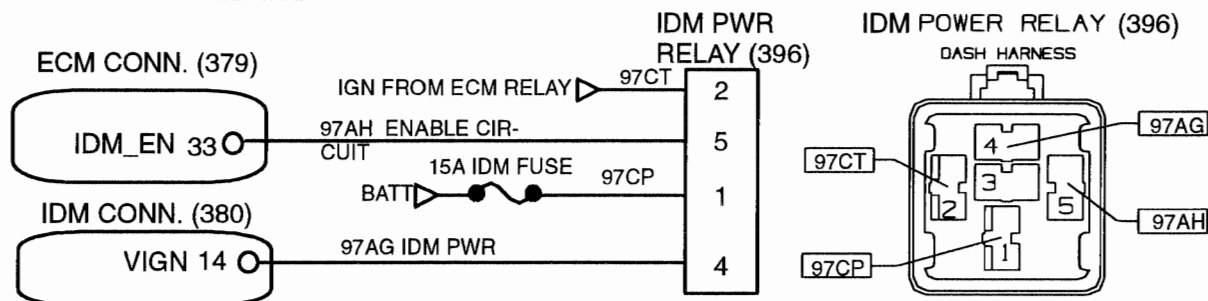 IDM PWR
RELAY (396)
IDM POWER RELAY (396)
DASH HARNESS
ECM CONN. (379)
IGN FROM ECM RELAY
97CT
2
IDM_EN 33
97AH ENABLE CIR-
CUIT
5
15A IDM FUSE
BATT
97CP
1
IDM CONN. (380)
VIGN 14
97AG IDM PWR
4
4
97AG
97CT
3
2
5
97AH
1
97CP